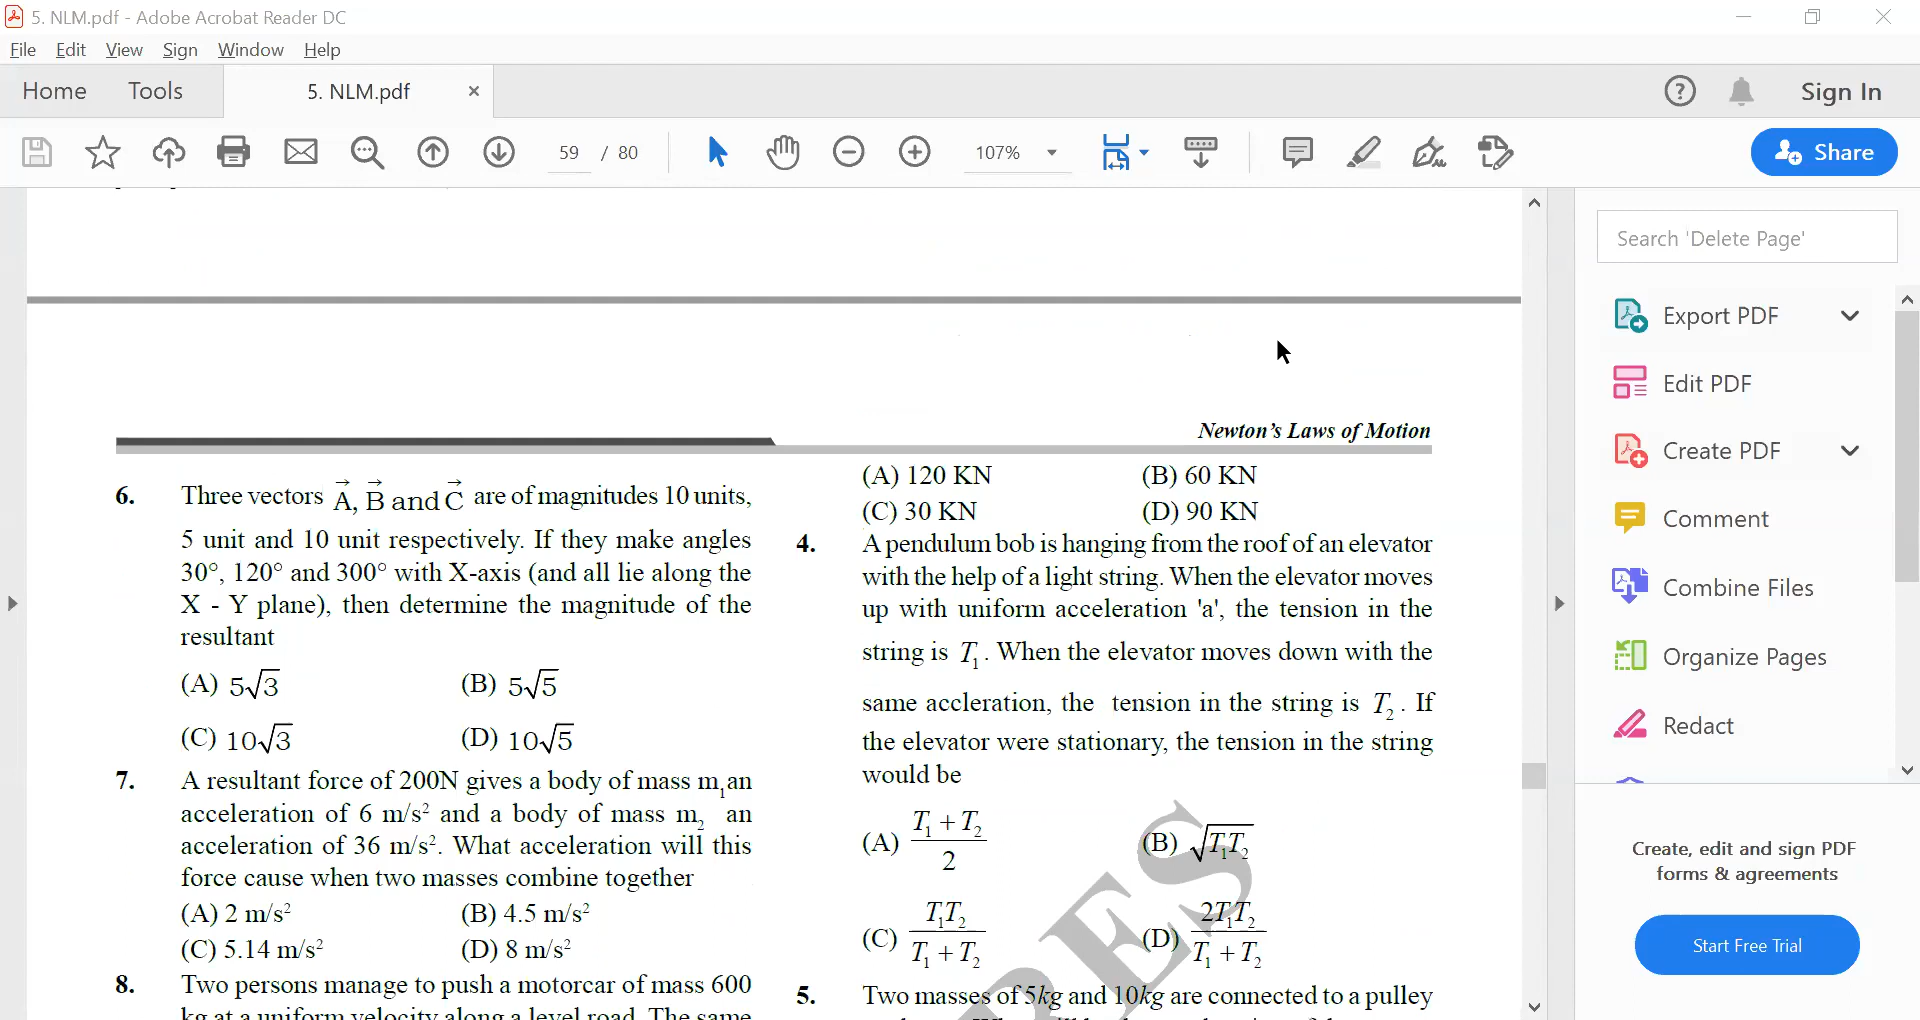 5. NLM.pdf - Adobe Acrobat Reader DC
File Edit View Sign Window Help
Home Tools 5. NLM.pdf × Sign In
59 / 80 107% Share
Newton's Laws of Motion
6. Three vectors A⃗, B⃗ and C⃗ are of magnitudes 10 units,
5 unit and 10 unit respectively. If they make angles
30°, 120° and 300° with X-axis (and all lie along the
X - Y plane), then determine the magnitude of the
resultant
(A) 5√3 (B) 5√5
(C) 10√3 (D) 10√5
7. A resultant force of 200N gives a body of mass m₁an
acceleration of 6 m/s² and a body of mass m₂ an
acceleration of 36 m/s². What acceleration will this
force cause when two masses combine together
(A) 2 m/s² (B) 4.5 m/s²
(C) 5.14 m/s² (D) 8 m/s²
8. Two persons manage to push a motorcar of mass 600
kg at a uniform velocity along a level road. The same
(A) 120 KN (B) 60 KN
(C) 30 KN (D) 90 KN
4. A pendulum bob is hanging from the roof of an elevator
with the help of a light string. When the elevator moves
up with uniform acceleration 'a', the tension in the
string is T₁. When the elevator moves down with the
same accleration, the tension in the string is T₂. If
the elevator were stationary, the tension in the string
would be
(A) (T₁ + T₂)/2 (B) √(T₁T₂)
(C) T₁T₂/(T₁ + T₂) (D) 2T₁T₂/(T₁ + T₂)
5. Two masses of 5kg and 10kg are connected to a pulley
RES
Search 'Delete Page'
Export PDF
Edit PDF
Create PDF
Comment
Combine Files
Organize Pages
Redact
Create, edit and sign PDF
forms & agreements
Start Free Trial